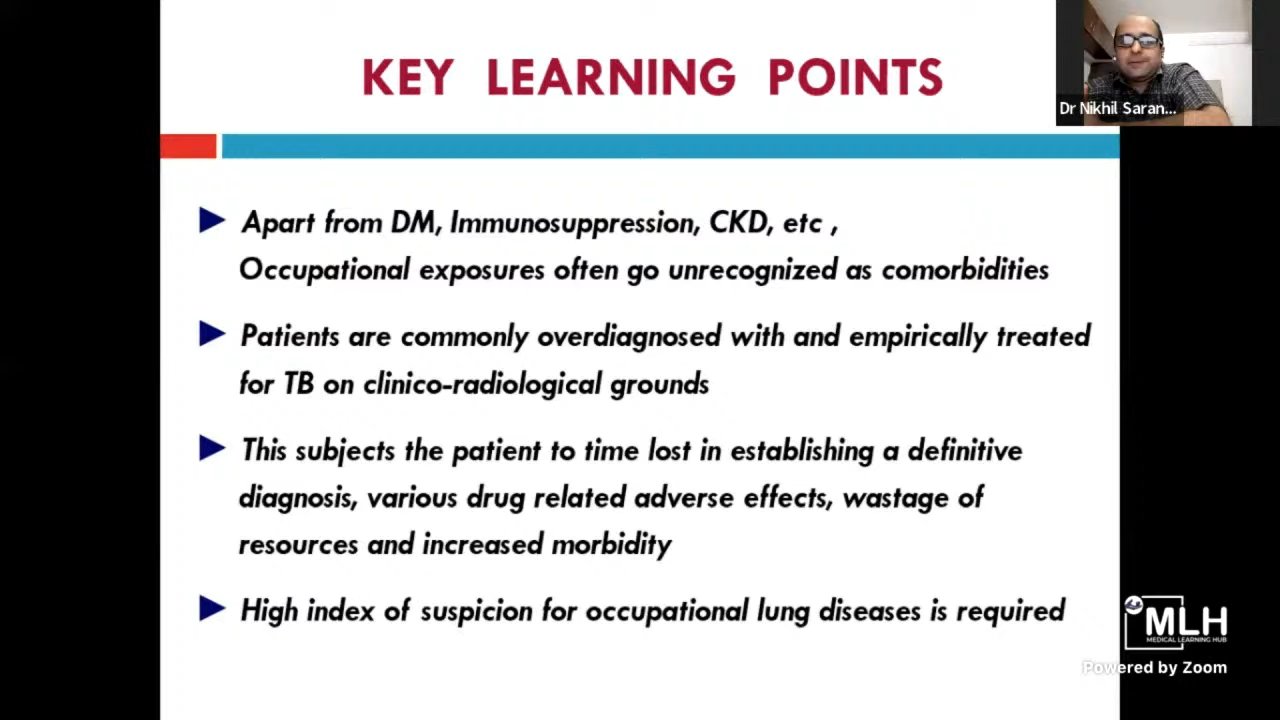 KEY LEARNING POINTS
Dr Nikhil Saran...
Apart from DM, Immunosuppression, CKD, etc ,
Occupational exposures often go unrecognized as comorbidities
Patients are commonly overdiagnosed with and empirically treated
for TB on clinico-radiological grounds
This subjects the patient to time lost in establishing a definitive
diagnosis, various drug related adverse effects, wastage of
resources and increased morbidity
High index of suspicion for occupational lung diseases is required
MLH
MEDICAL LEARNING HUB
Powered by Zoom